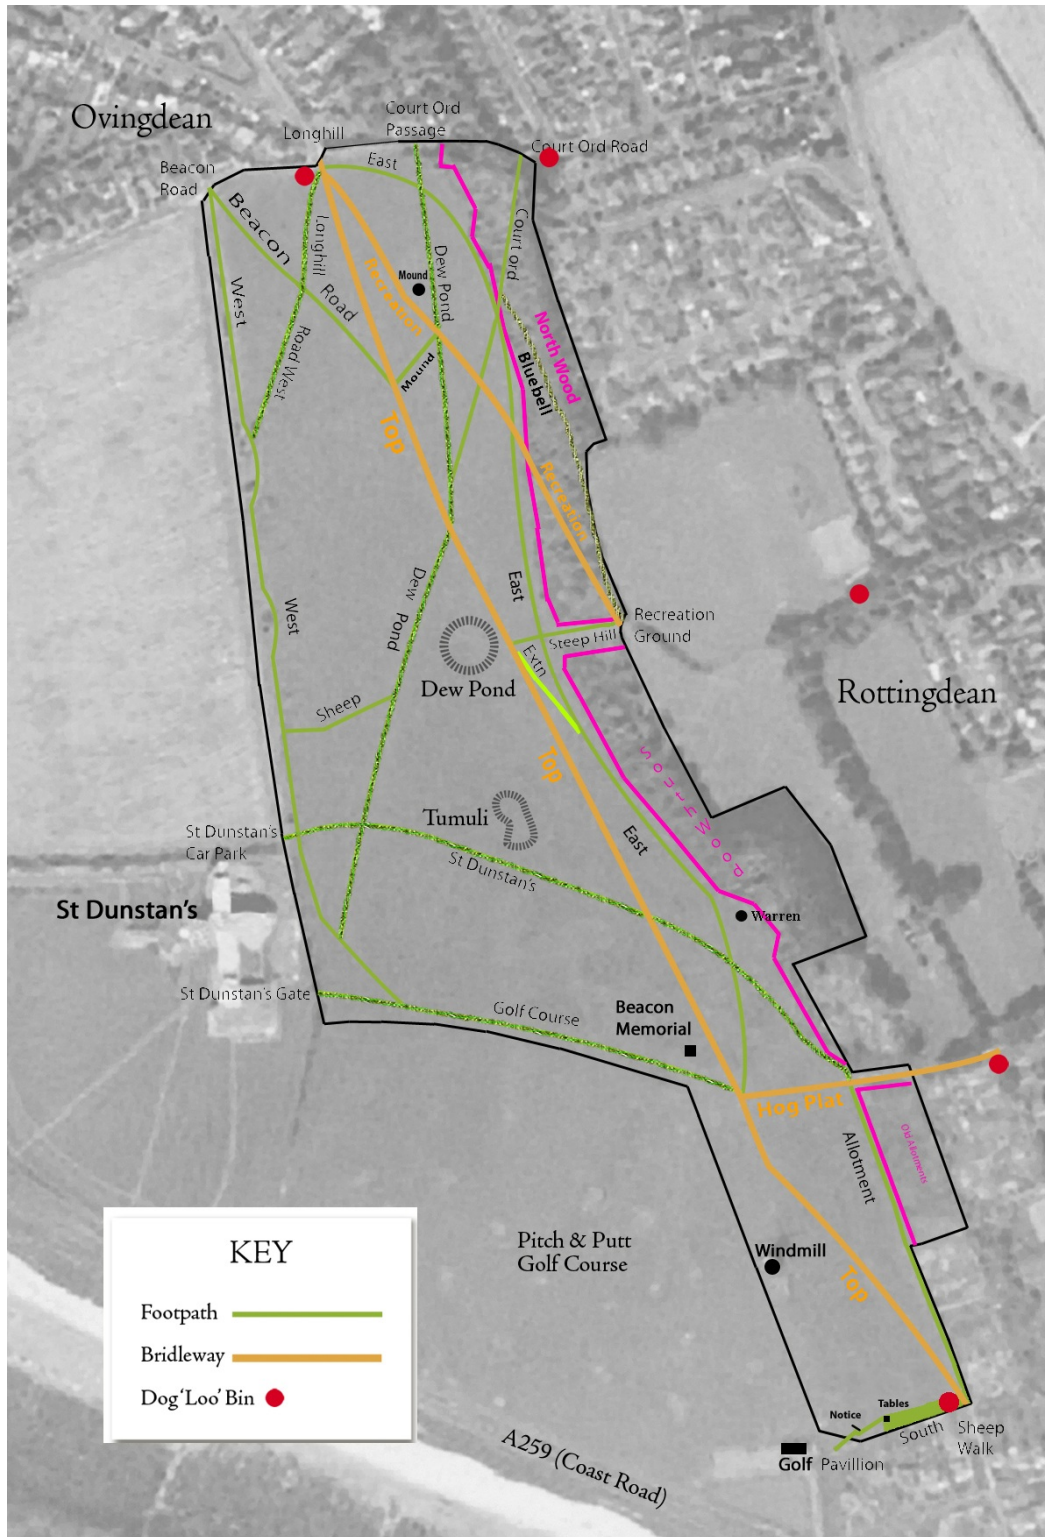 Ovingdean
Longhill
Court Ord
Passage
Court Ord Road
Beacon
Road
East
Beacon
Road
Longhill
Road West
West
Recreation
Mound
Dew Pond
Court ord
Mound
North Wood
Bluebell
Top
Recreation
East
West
Dew
Pond
Recreation
Ground
Steep Hill
Extn
Dew Pond
Rottingdean
Sheep
Top
South Wood
Tumuli
St Dunstan's
Car Park
St Dunstan's
East
Warren
St Dunstan's
St Dunstan's Gate
Golf Course
Beacon
Memorial
Hog Plat
Allotment
Old Allotments
Pitch & Putt
Golf Course
Windmill
Top
KEY
Footpath
Bridleway
Dog 'Loo' Bin
Tables
Notice
South
Sheep
Walk
Golf
Pavillion
A259 (Coast Road)